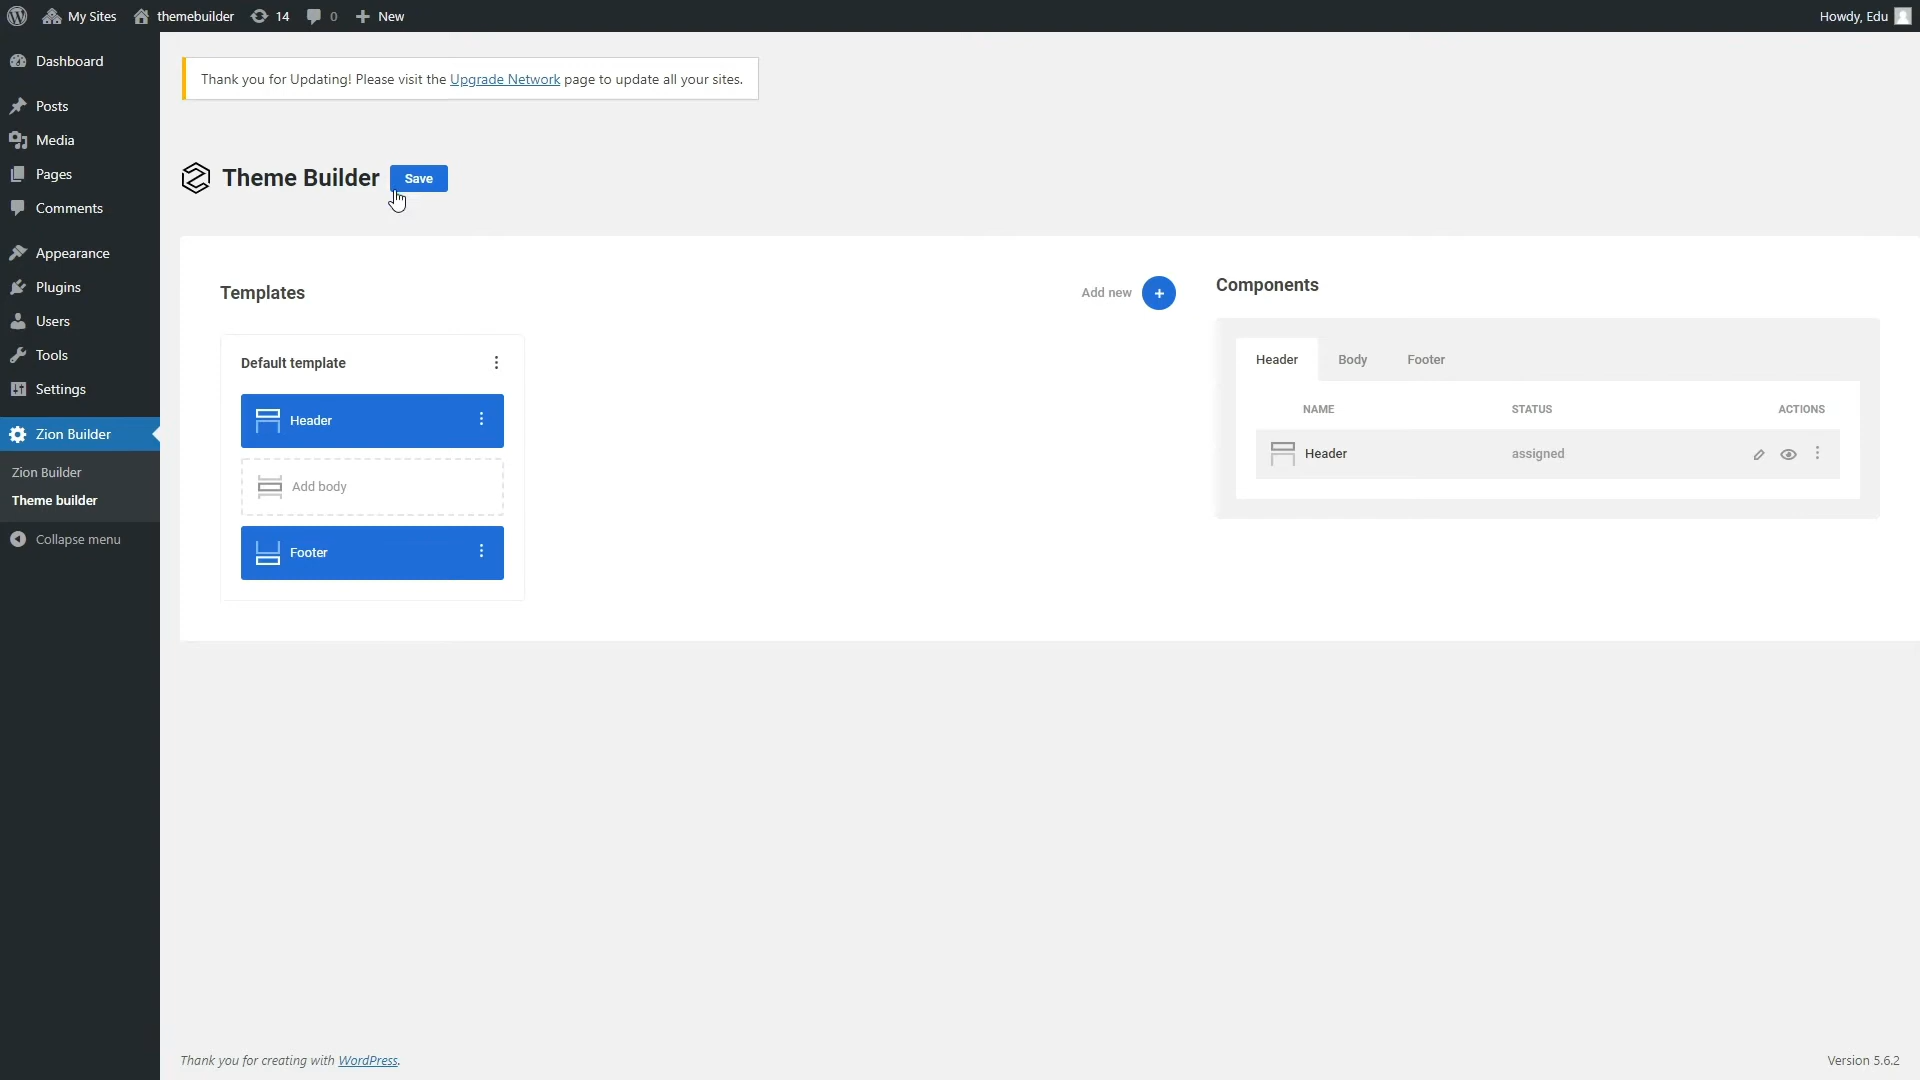 My Sites themebuilder 14 0 New Howdy, Edu
Dashboard
Posts
Media
Pages
Comments
Appearance
Plugins
Users
Tools
Settings
Zion Builder
Zion Builder
Theme builder
Collapse menu
Thank you for Updating! Please visit the Upgrade Network page to update all your sites.
Theme Builder Save
Templates Add new
Default template
Header
Add body
Footer
Components
Header Body Footer
NAME STATUS ACTIONS
Header assigned
Thank you for creating with WordPress. Version 5.6.2